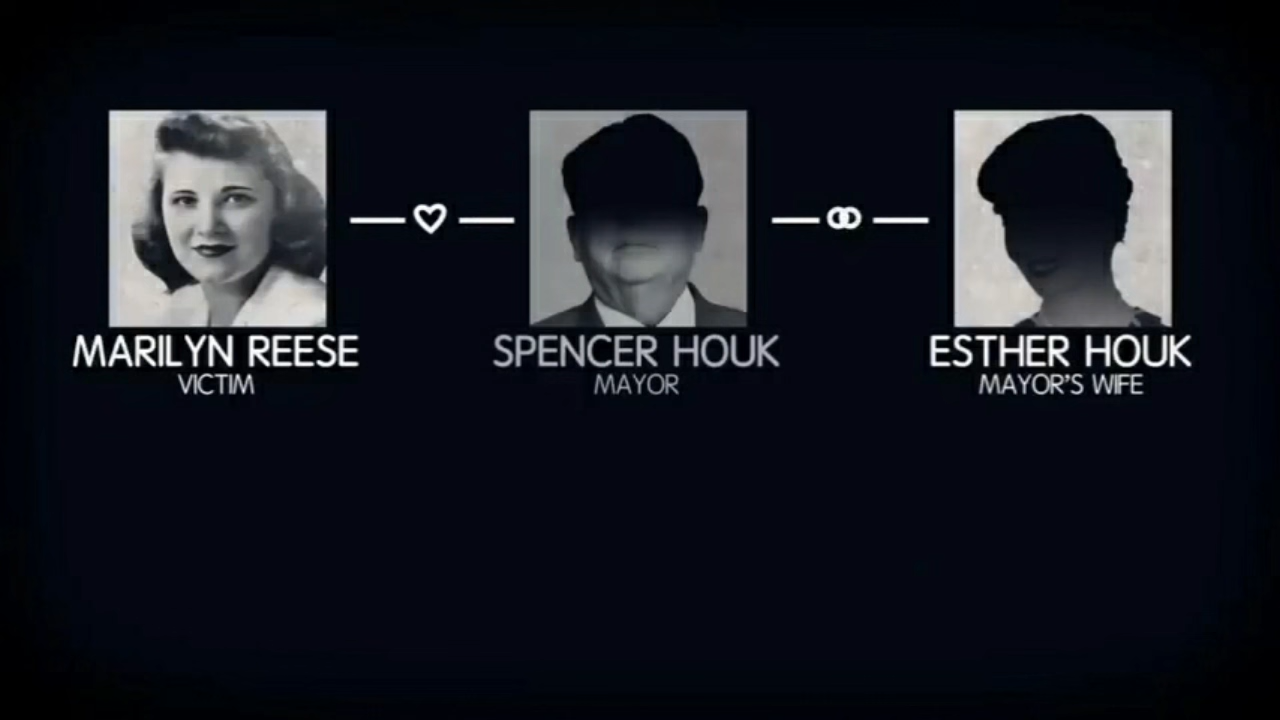 MARILYN REESE
VICTIM
SPENCER HOUK
MAYOR
ESTHER HOUK
MAYOR'S WIFE